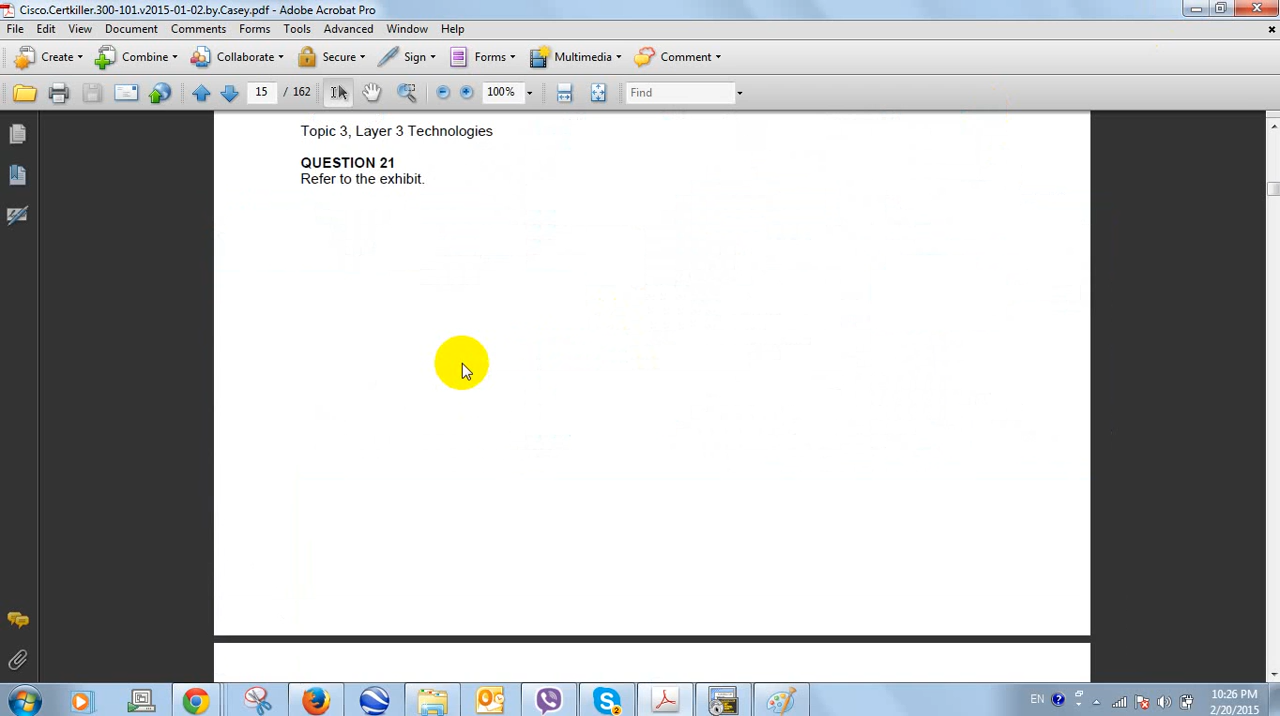 Cisco.Certkiller.300-101.v2015-01-02.by.Casey.pdf - Adobe Acrobat Pro
File Edit View Document Comments Forms Tools Advanced Window Help
Create Combine Collaborate Secure Sign Forms Multimedia Comment
15 / 162 100% Find
Topic 3, Layer 3 Technologies
QUESTION 21
Refer to the exhibit.
EN 10:26 PM
2/20/2015